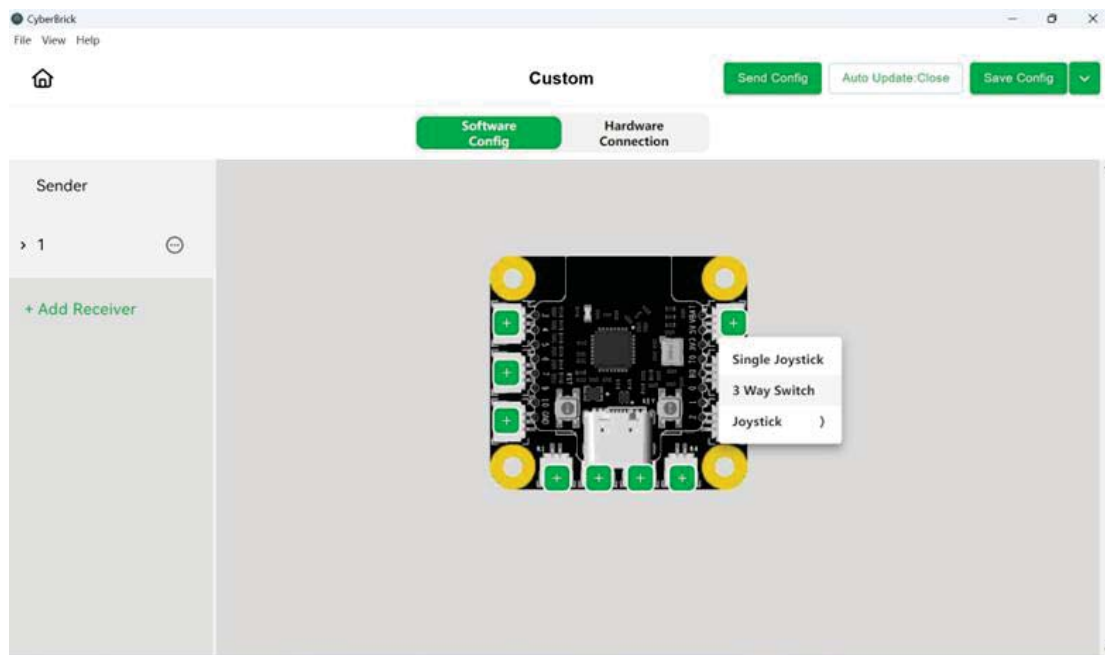 CyberBrick
File View Help
Custom
Send Config
Auto Update:Close
Save Config
Software
Config
Hardware
Connection
Sender
1
+ Add Receiver
Single Joystick
3 Way Switch
Joystick
KEY